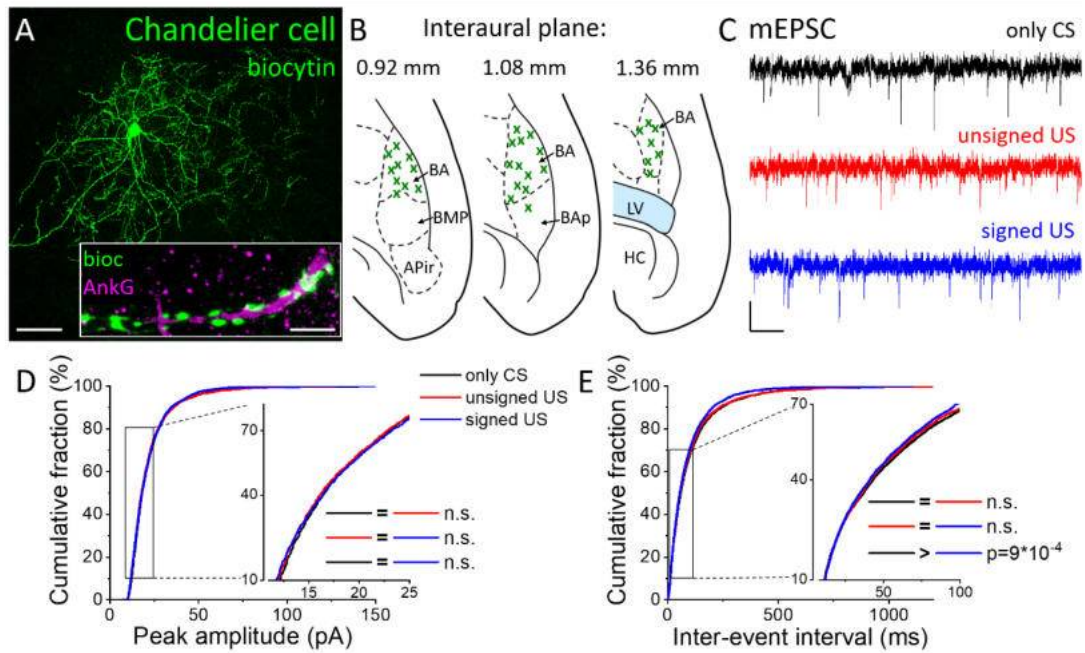 A
Chandelier cell
biocytin
bioc
AnkG
B
Interaural plane:
0.92 mm
1.08 mm
1.36 mm
BA
BMP
APir
BA
BAp
BA
LV
HC
C
mEPSC
only CS
unsigned US
signed US
D
Cumulative fraction (%)
100
80
60
40
20
0
0
50
100
150
Peak amplitude (pA)
70
40
10
15
20
25
= n.s.
= n.s.
= n.s.
only CS
unsigned US
signed US
E
Cumulative fraction (%)
100
80
60
40
20
0
0
500
1000
Inter-event interval (ms)
70
40
10
50
100
= n.s.
= n.s.
> p=9*10-4